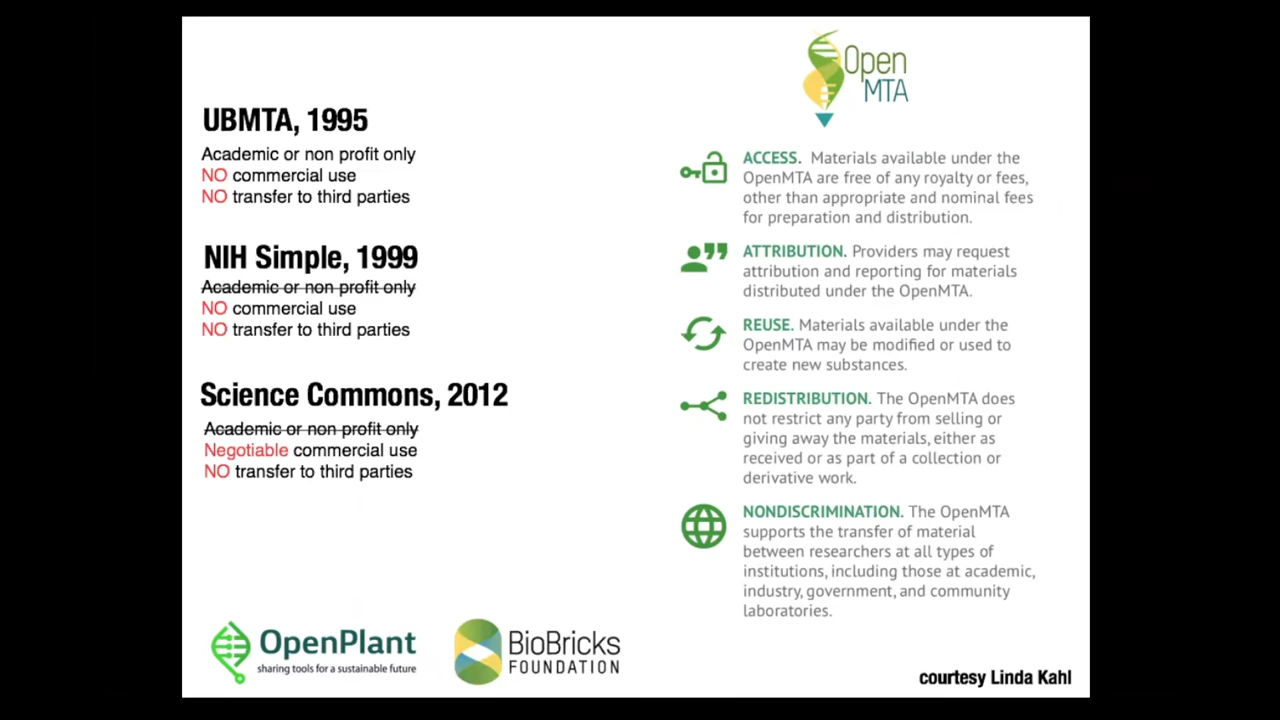 UBMTA, 1995
Academic or non profit only
NO commercial use
NO transfer to third parties
NIH Simple, 1999
Academic or non profit only
NO commercial use
NO transfer to third parties
Science Commons, 2012
Academic or non profit only
Negotiable commercial use
NO transfer to third parties
OpenPlant
sharing tools for a sustainable future
BioBricks
FOUNDATION
Open
MTA
ACCESS. Materials available under the
OpenMTA are free of any royalty or fees,
other than appropriate and nominal fees
for preparation and distribution.
ATTRIBUTION. Providers may request
attribution and reporting for materials
distributed under the OpenMTA.
REUSE. Materials available under the
OpenMTA may be modified or used to
create new substances.
REDISTRIBUTION. The OpenMTA does
not restrict any party from selling or
giving away the materials, either as
received or as part of a collection or
derivative work.
NONDISCRIMINATION. The OpenMTA
supports the transfer of material
between researchers at all types of
institutions, including those at academic,
industry, government, and community
laboratories.
courtesy Linda Kahl